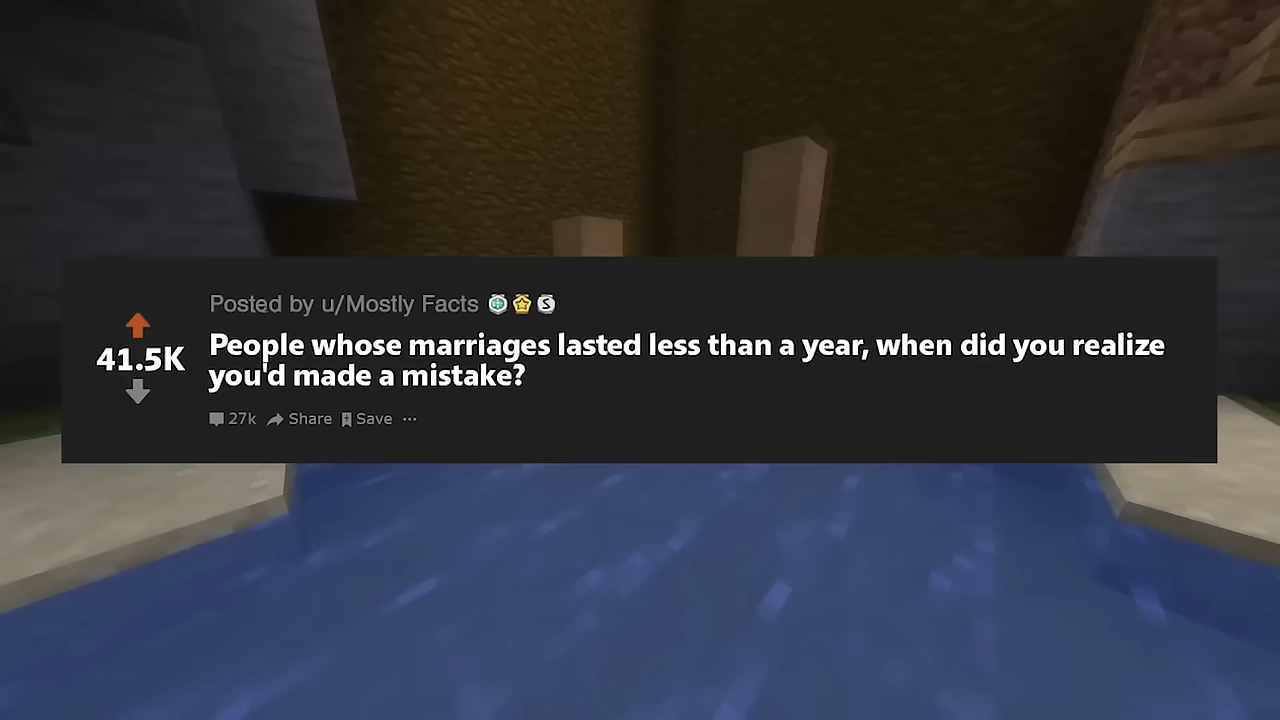 Posted by u/Mostly Facts
41.5K
People whose marriages lasted less than a year, when did you realize
you'd made a mistake?
27k Share Save ···